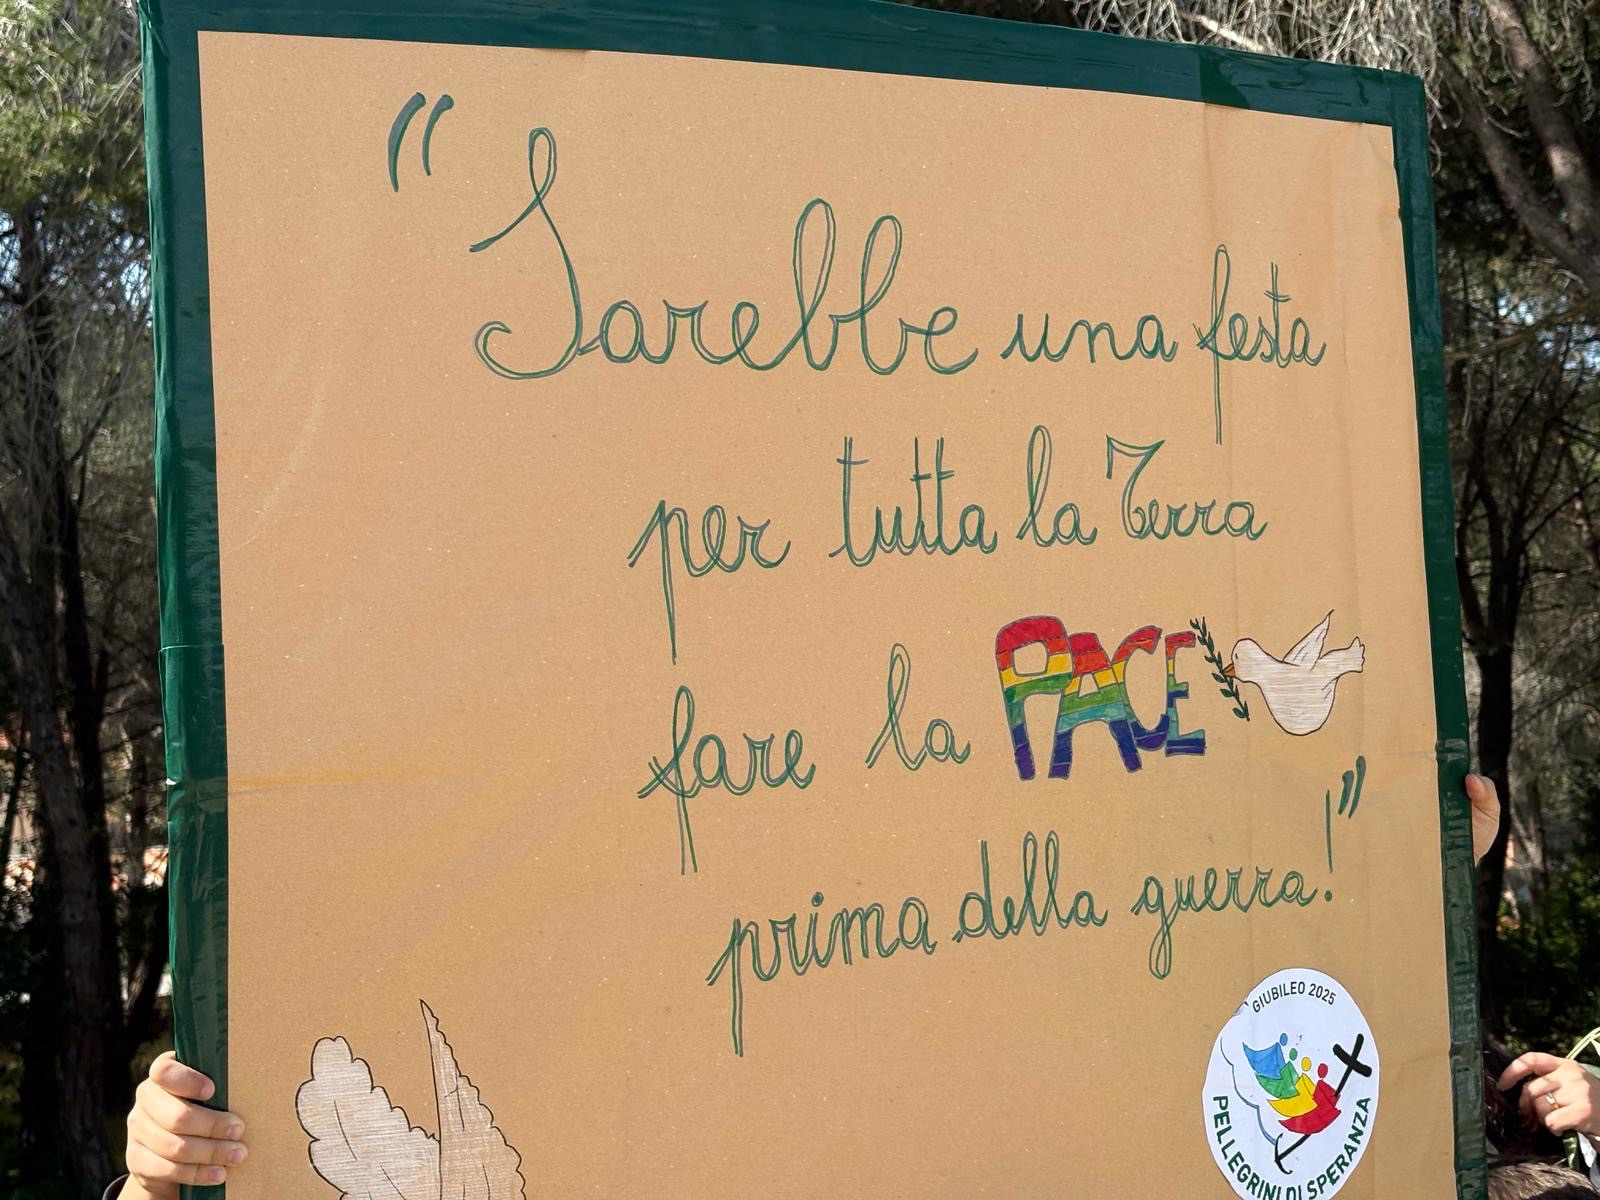 "Sarebbe una festa
per tutta la Terra
fare la PACE
prima della guerra!"
GIUBILEO 2025
PELLEGRINI DI SPERANZA